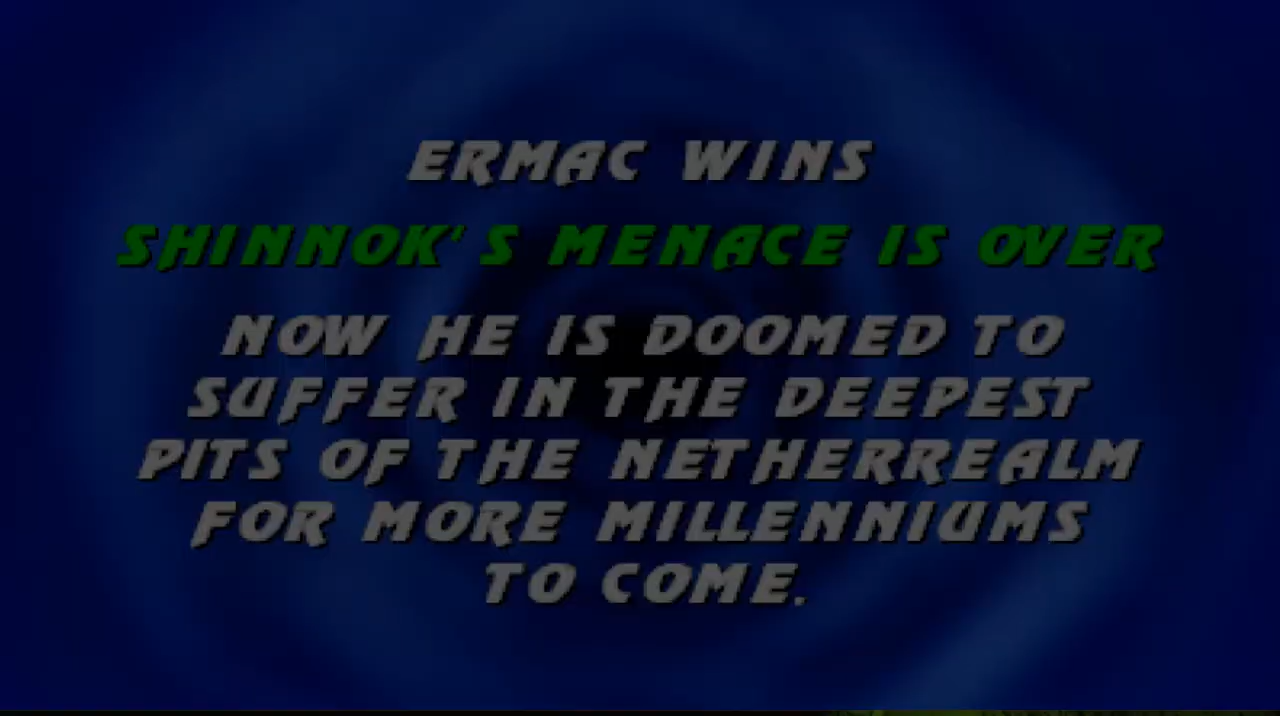 ERMAC WINS
SHINNOK'S MENACE IS OVER
NOW HE IS DOOMED TO
SUFFER IN THE DEEPEST
PITS OF THE NETHERREALM
FOR MORE MILLENNIUMS
TO COME.